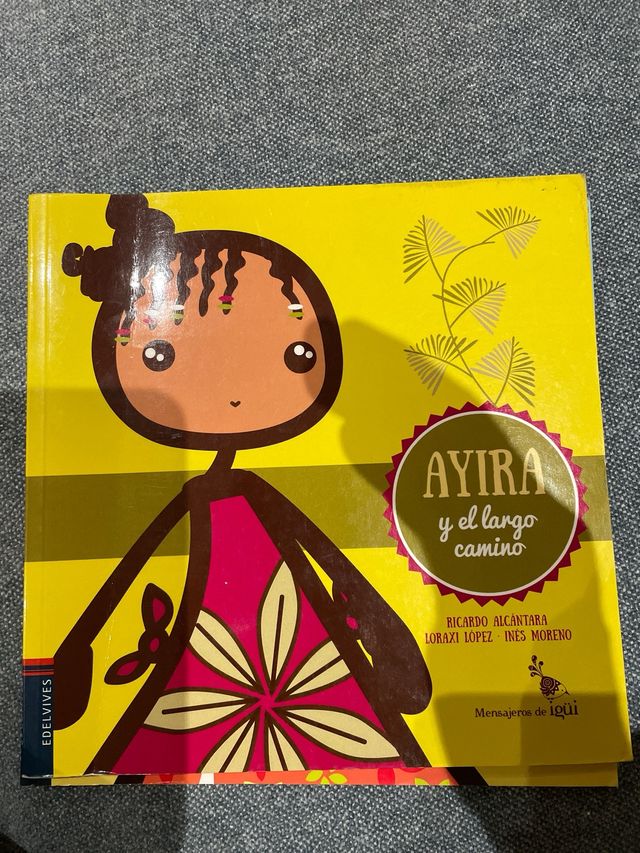 AYIRA
y el largo
camino
RICARDO ALCÁNTARA
LORAXI LÓPEZ · INÉS MORENO
Mensajeros de igüi
EDELVIVES